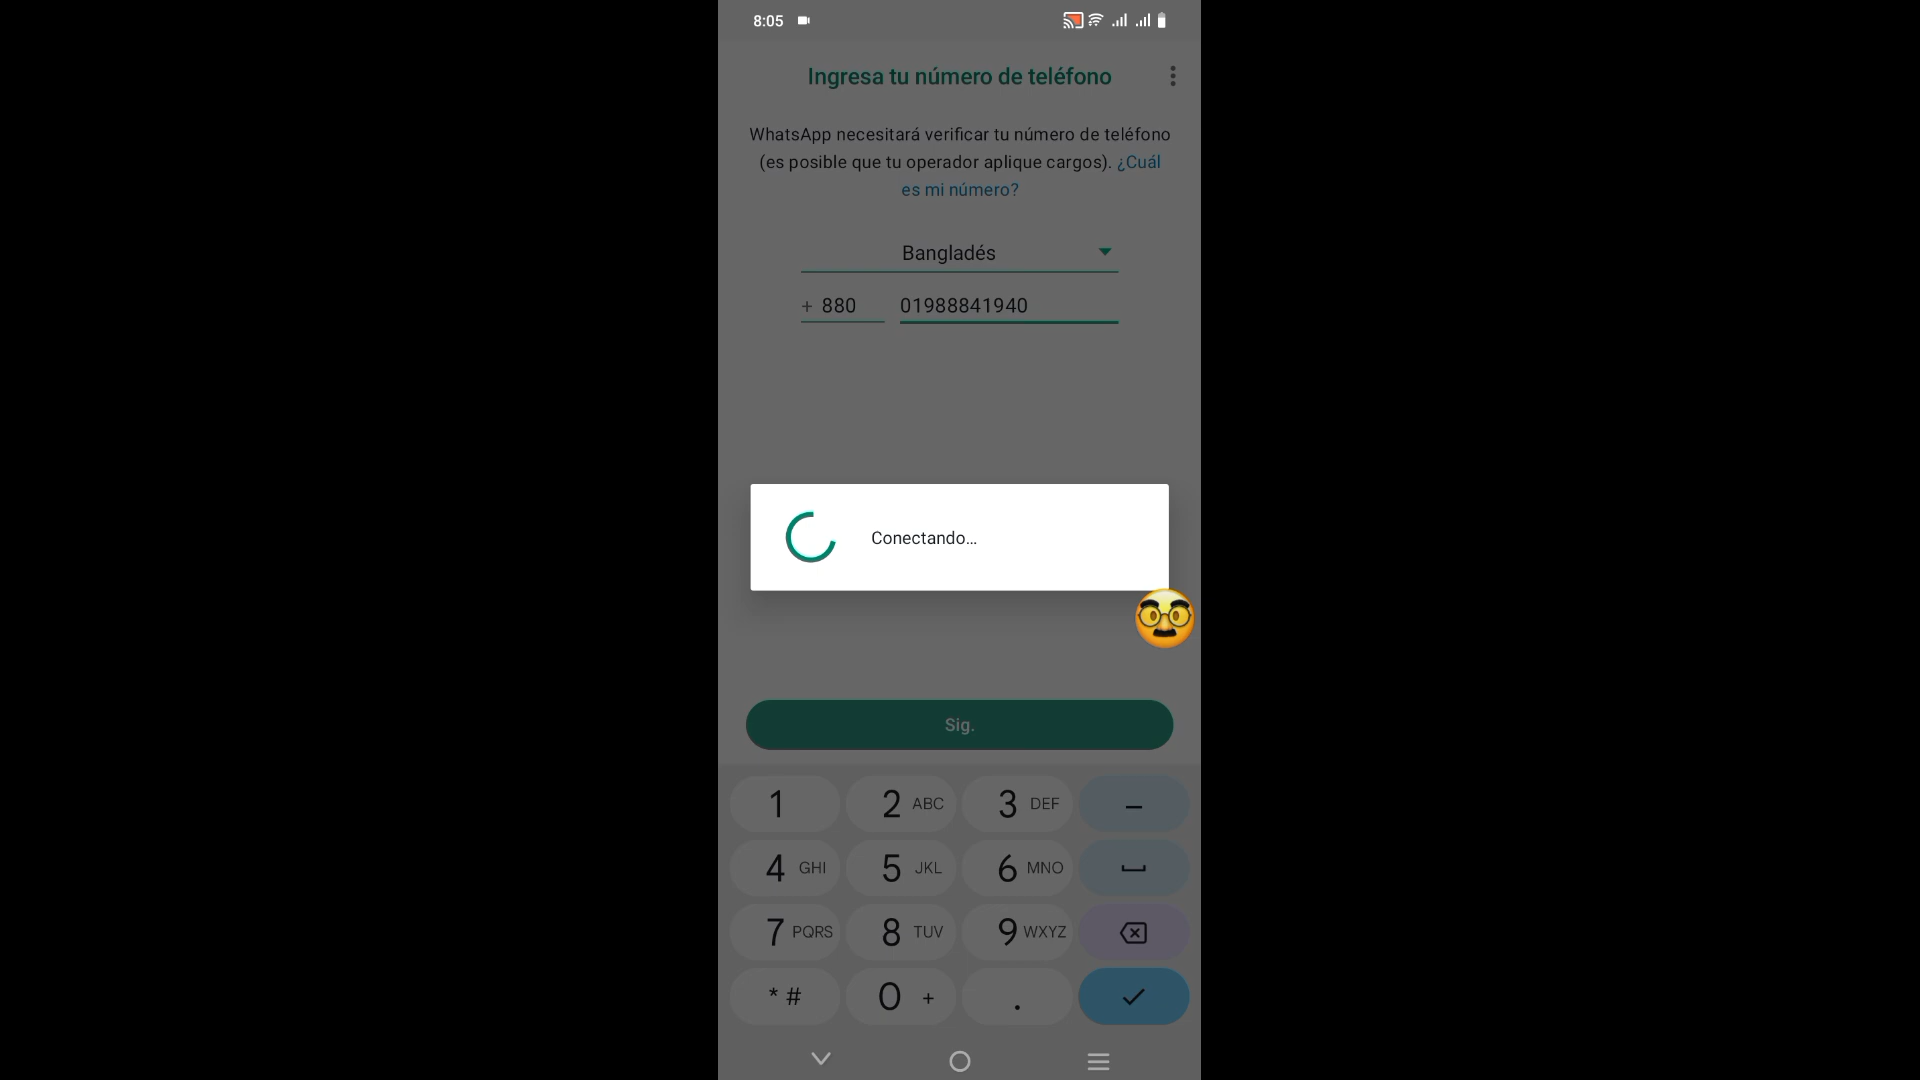 8:05
Ingresa tu número de teléfono
WhatsApp necesitará verificar tu número de teléfono
(es posible que tu operador aplique cargos). ¿Cuál
es mi número?
Bangladés
+ 880 01988841940
Conectando...
Sig.
1 2 ABC 3 DEF –
4 GHI 5 JKL 6 MNO
7 PQRS 8 TUV 9 WXYZ
* # 0 + .